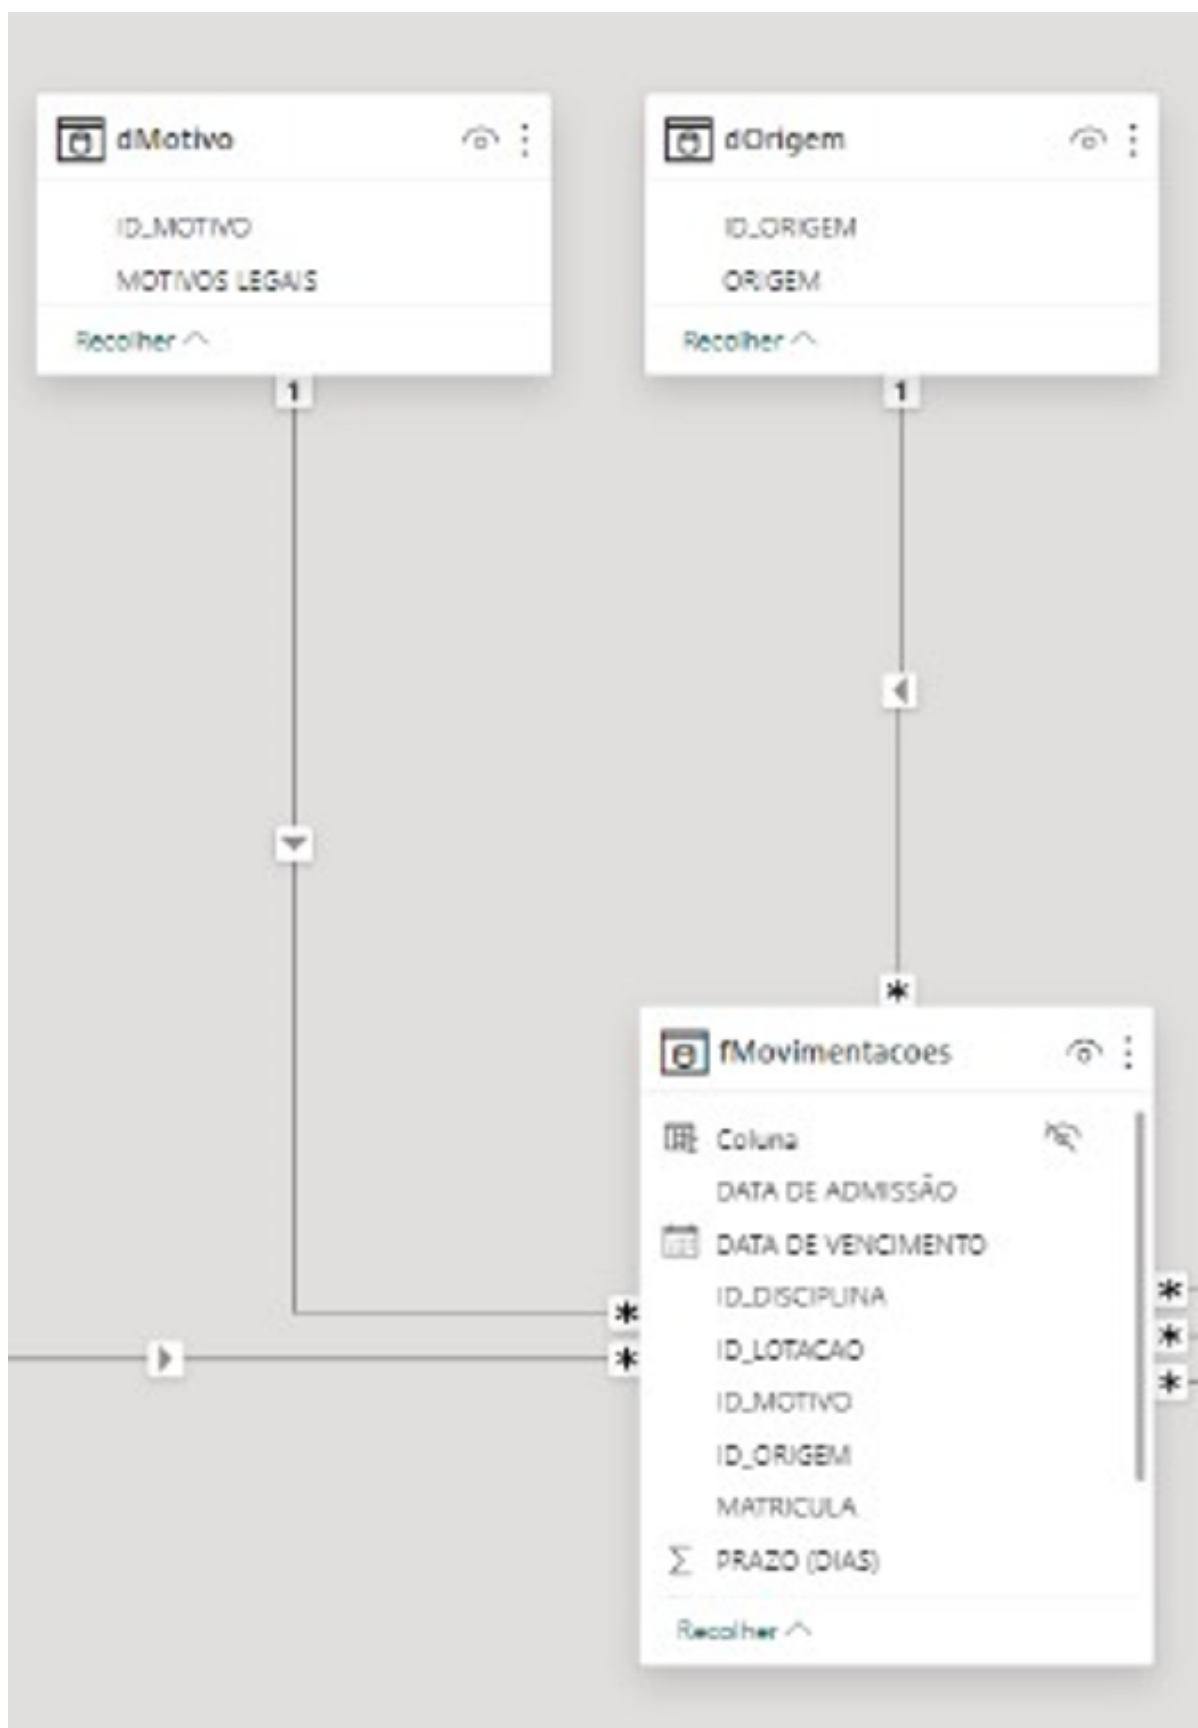 dMotivo
ID_MOTIVO
MOTIVOS LEGAIS
Recolher
1
dOrigem
ID_ORIGEM
ORIGEM
Recolher
1
*
fMovimentacoes
Coluna
DATA DE ADMISSÃO
DATA DE VENCIMENTO
ID_DISCIPLINA
ID_LOTACAO
ID_MOTIVO
ID_ORIGEM
MATRICULA
∑ PRAZO (DIAS)
Recolher
*
*
*
*
*